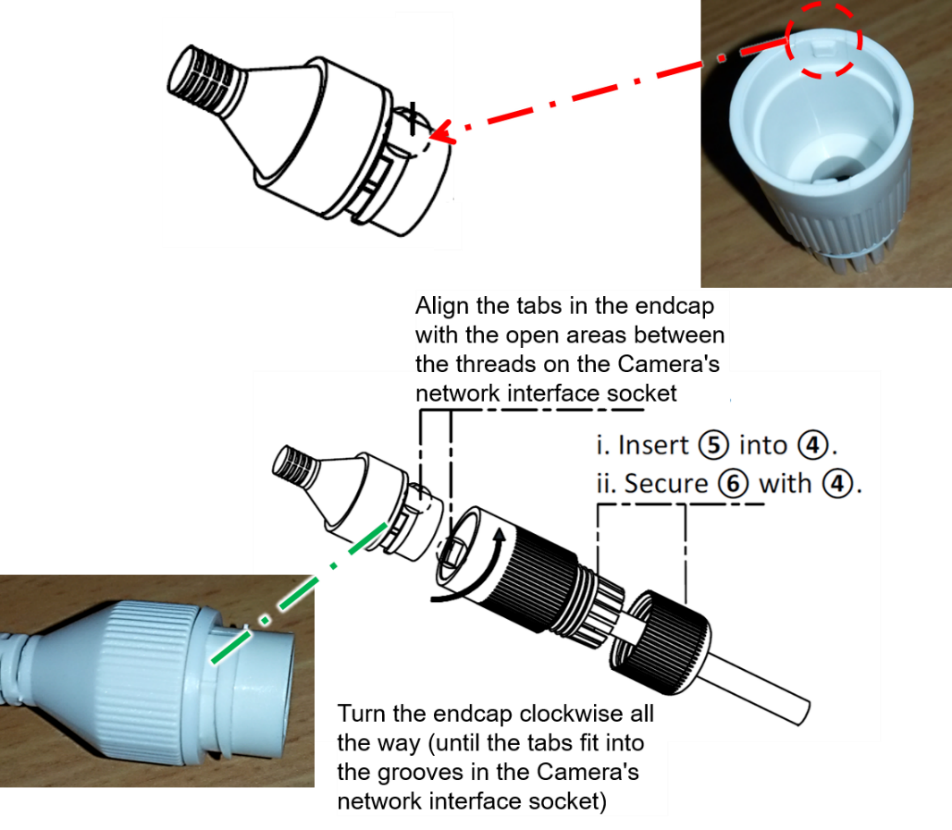 Align the tabs in the endcap
with the open areas between
the threads on the Camera's
network interface socket
i. Insert ⑤ into ④.
ii. Secure ⑥ with ④.
Turn the endcap clockwise all
the way (until the tabs fit into
the grooves in the Camera's
network interface socket)